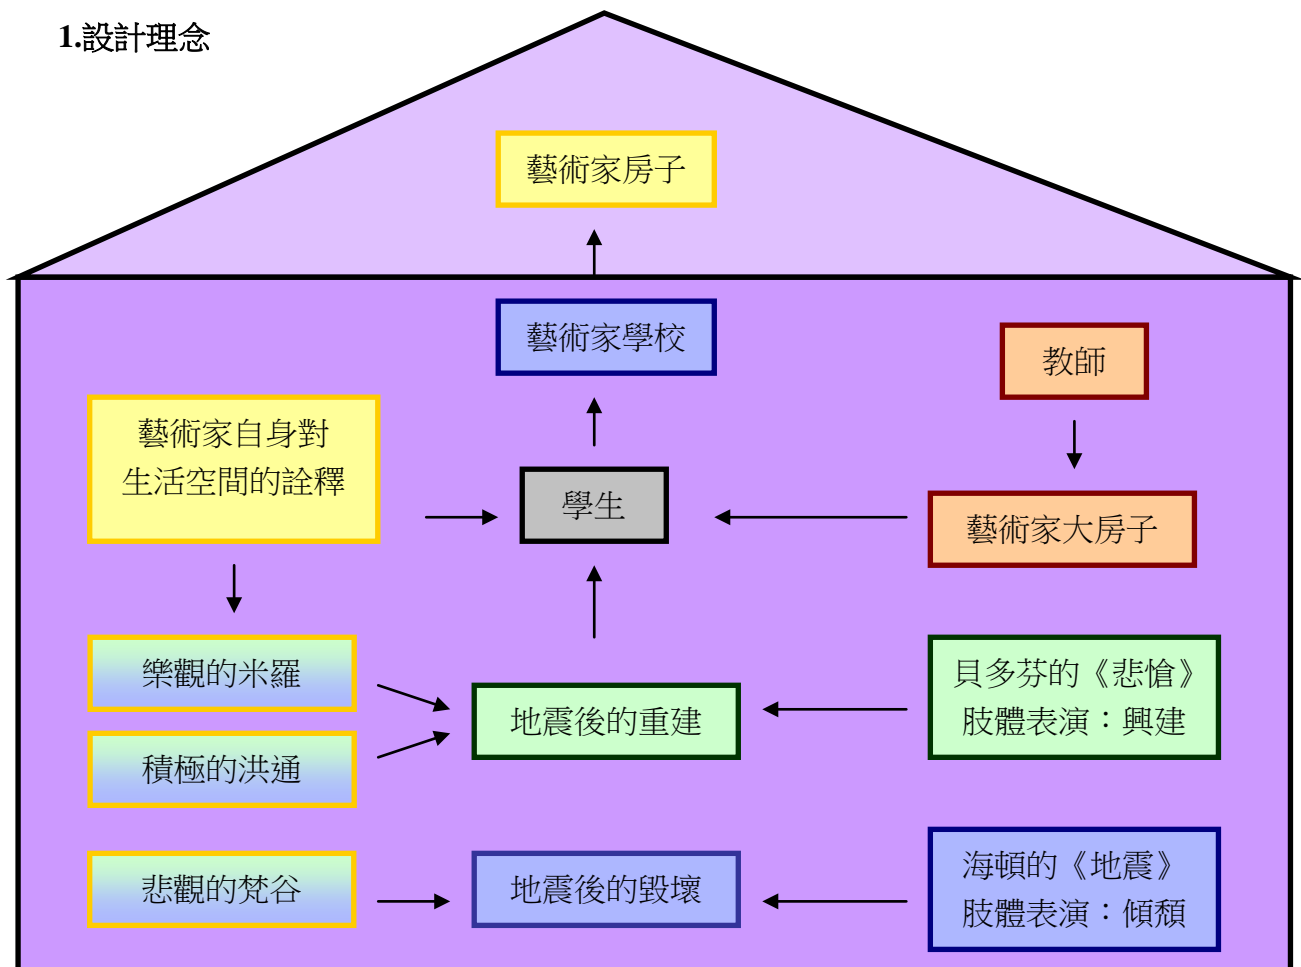 1.設計理念
藝術家房子
藝術家學校
教師
藝術家自身對
生活空間的詮釋
學生
藝術家大房子
樂觀的米羅
積極的洪通
地震後的重建
貝多芬的《悲愴》
肢體表演：興建
悲觀的梵谷
地震後的毀壞
海頓的《地震》
肢體表演：傾頹